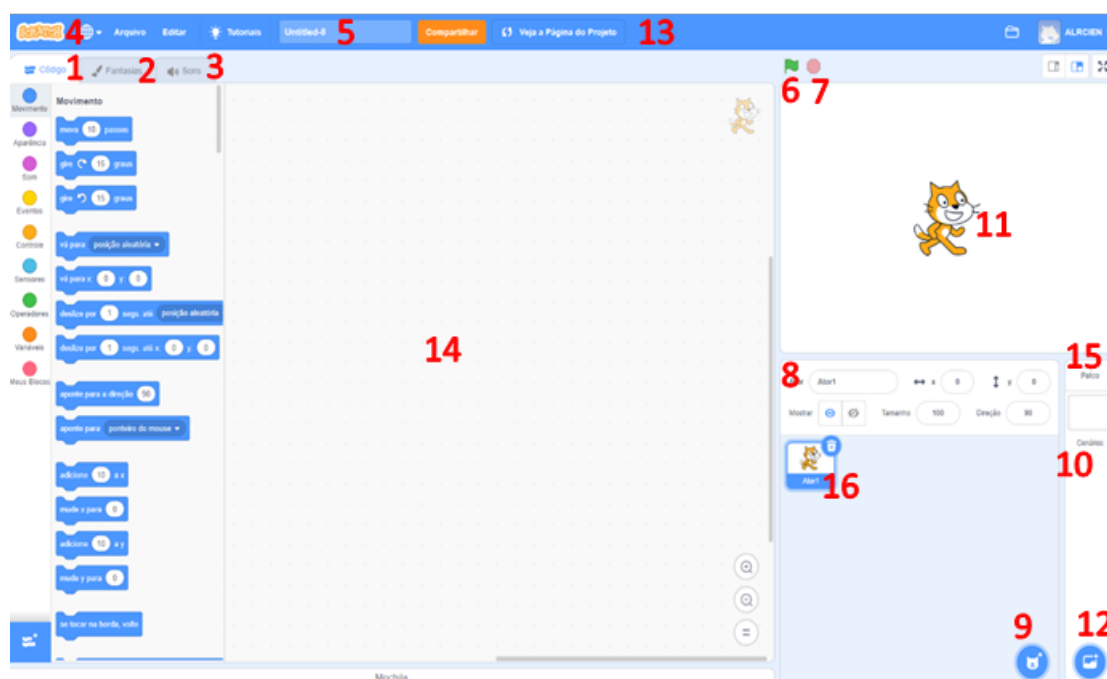 SCRATCH 4 Arquivo Editar Tutoriais Untitled-8 5 Compartilhar Veja a Página do Projeto 13 ALRCIEN
Código 1 Fantasias 2 Sons 3
6 7
Movimento
Aparência
Som
Eventos
Controle
Sensores
Operadores
Variáveis
Meus Blocos
Movimento
mova 10 passos
gire 15 graus
gire 15 graus
vá para posição aleatória
vá para x: 0 y: 0
deslize por 1 segs. até posição aleatória
deslize por 1 segs. até x: 0 y: 0
aponte para a direção 90
aponte para ponteiro do mouse
adicione 10 a x
mude x para 0
adicione 10 a y
mude y para 0
se tocar na borda, volte
14
Mochila
11
8 Ator1 x 0 y 0
Mostrar Tamanho 100 Direção 90
Ator1 16
15
Palco
Cenários
10
9 12